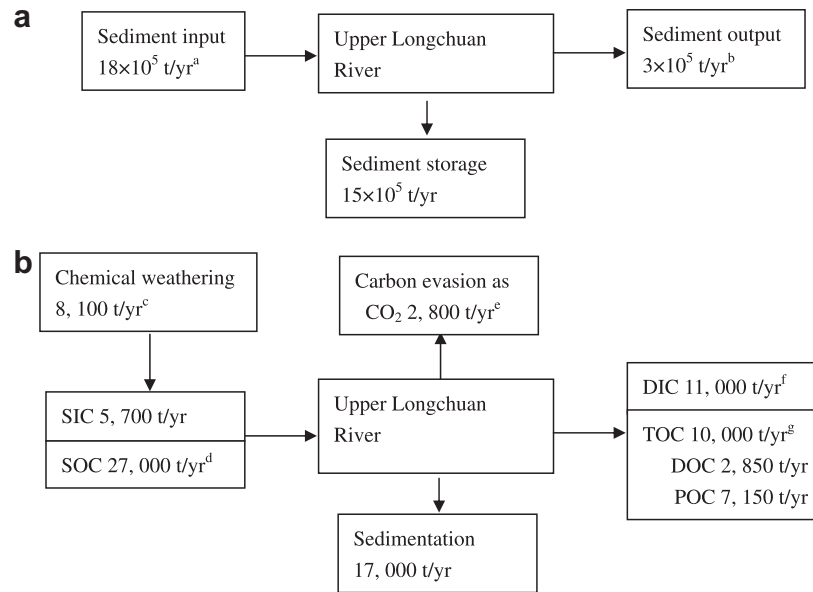 a
Sediment input
18×10⁵ t/yrᵃ
Upper Longchuan
River
Sediment output
3×10⁵ t/yrᵇ
Sediment storage
15×10⁵ t/yr
b
Chemical weathering
8, 100 t/yrᶜ
Carbon evasion as
CO₂ 2, 800 t/yrᵉ
SIC 5, 700 t/yr
SOC 27, 000 t/yrᵈ
Upper Longchuan
River
DIC 11, 000 t/yrᶠ
TOC 10, 000 t/yrᵍ
DOC 2, 850 t/yr
POC 7, 150 t/yr
Sedimentation
17, 000 t/yr